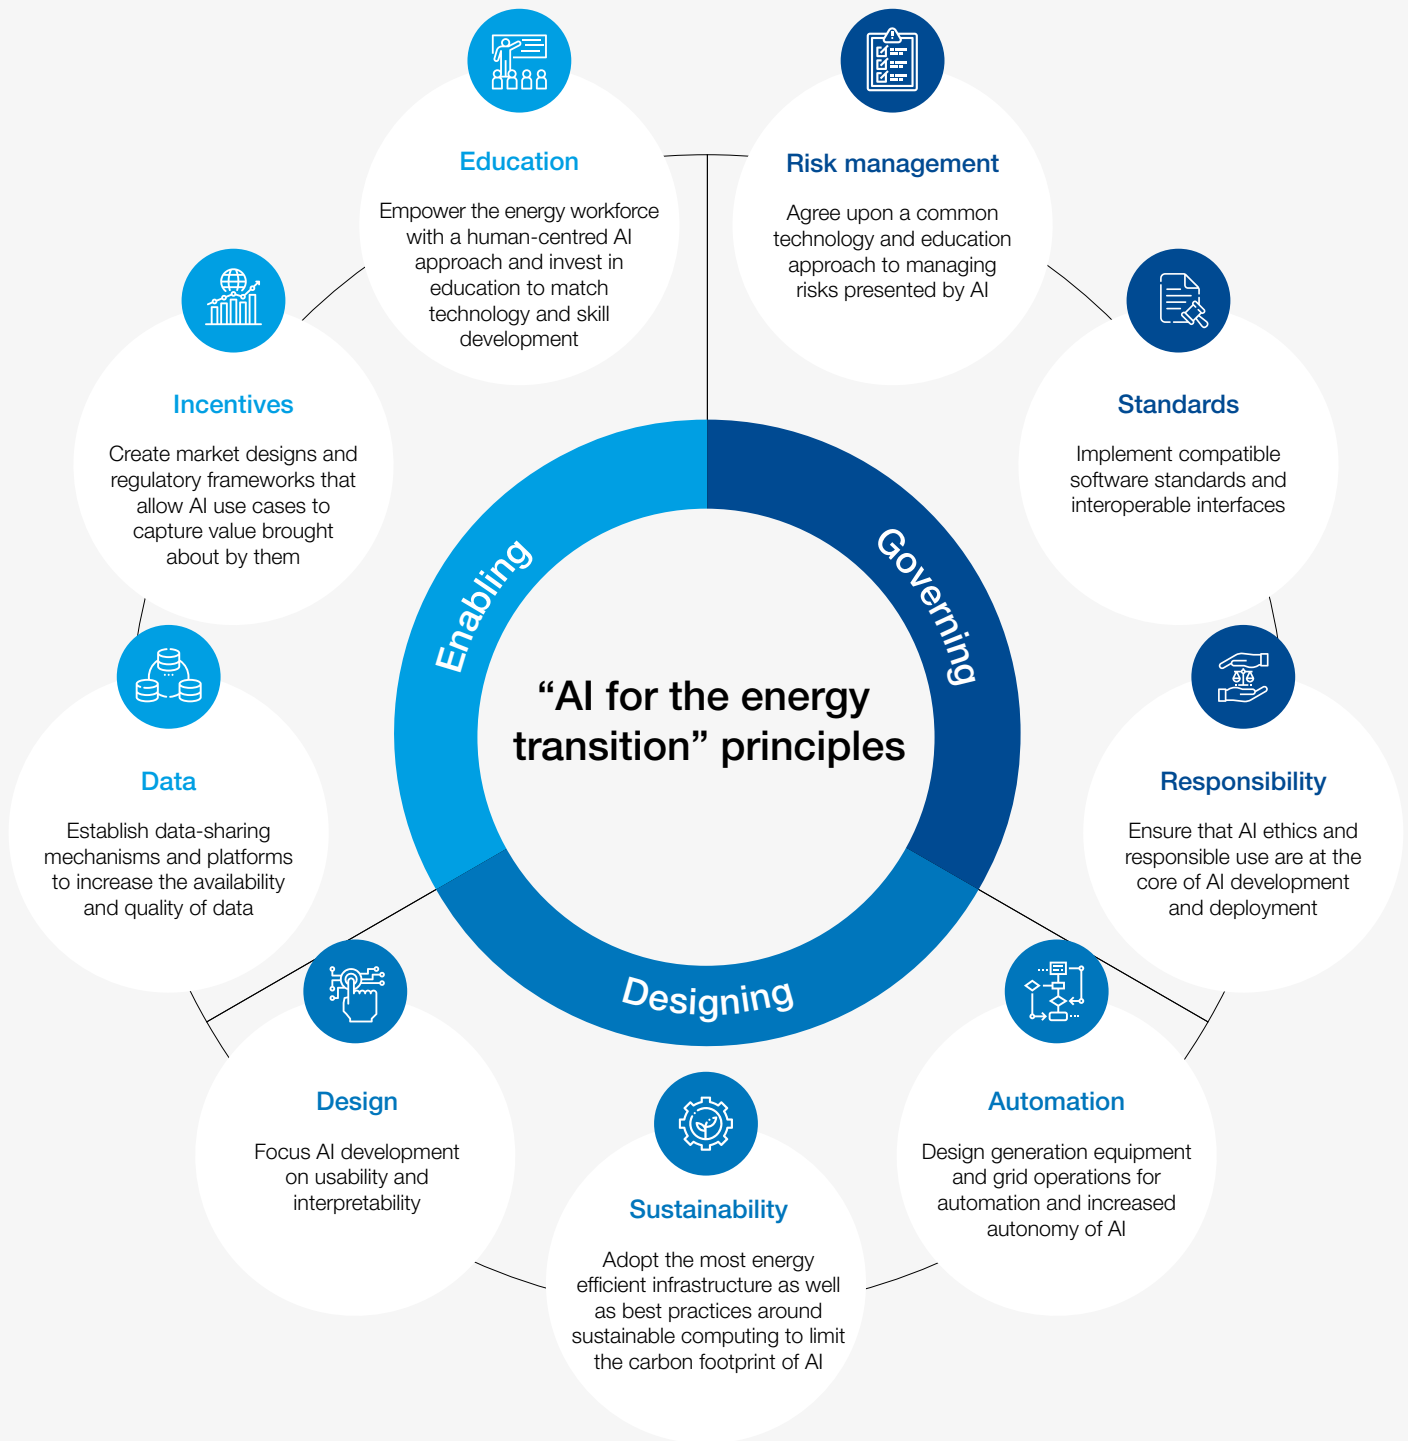 Education
Empower the energy workforce
with a human-centred AI
approach and invest in
education to match
technology and skill
development
Risk management
Agree upon a common
technology and education
approach to managing
risks presented by AI
Incentives
Create market designs and
regulatory frameworks that
allow AI use cases to
capture value brought
about by them
Standards
Implement compatible
software standards and
interoperable interfaces
Enabling
Governing
“AI for the energy
transition” principles
Designing
Data
Establish data-sharing
mechanisms and platforms
to increase the availability
and quality of data
Responsibility
Ensure that AI ethics and
responsible use are at the
core of AI development
and deployment
Design
Focus AI development
on usability and
interpretability
Sustainability
Adopt the most energy
efficient infrastructure as well
as best practices around
sustainable computing to limit
the carbon footprint of AI
Automation
Design generation equipment
and grid operations for
automation and increased
autonomy of AI